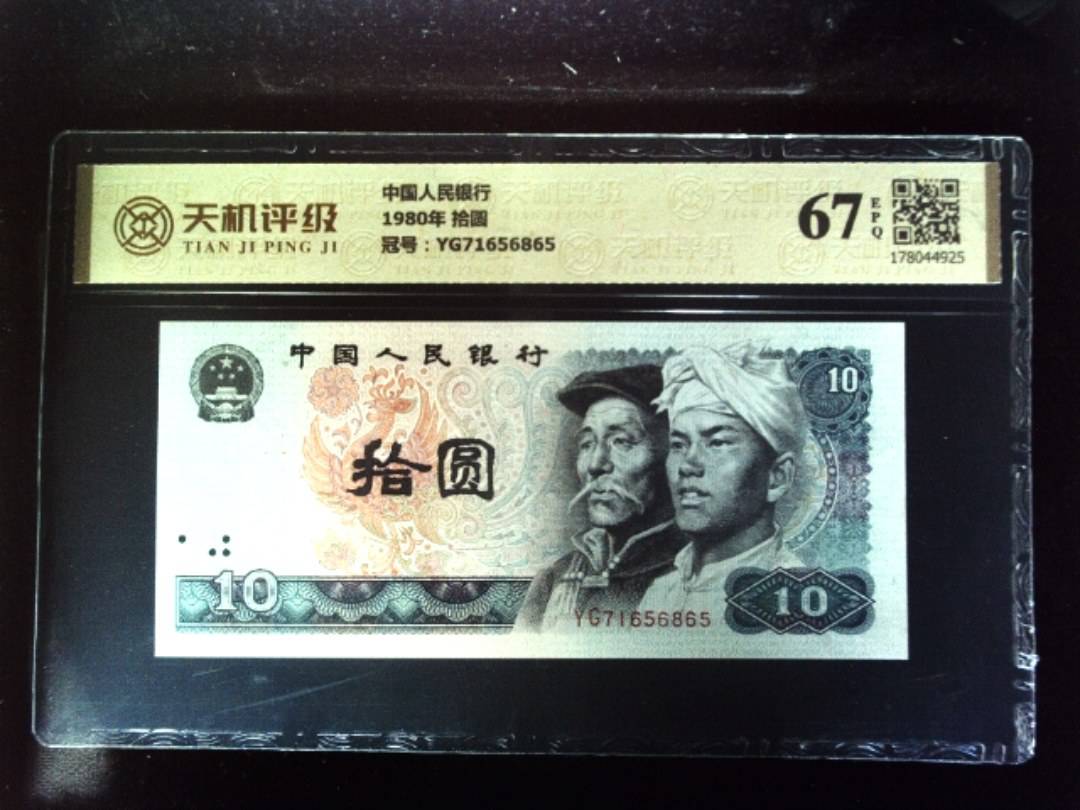 天机评级
TIAN JI PING JI
中国人民银行
1980年 拾圆
冠号：YG71656865
67
EPQ
178044925
中国人民银行
10
拾圆
10
YG71656865
10